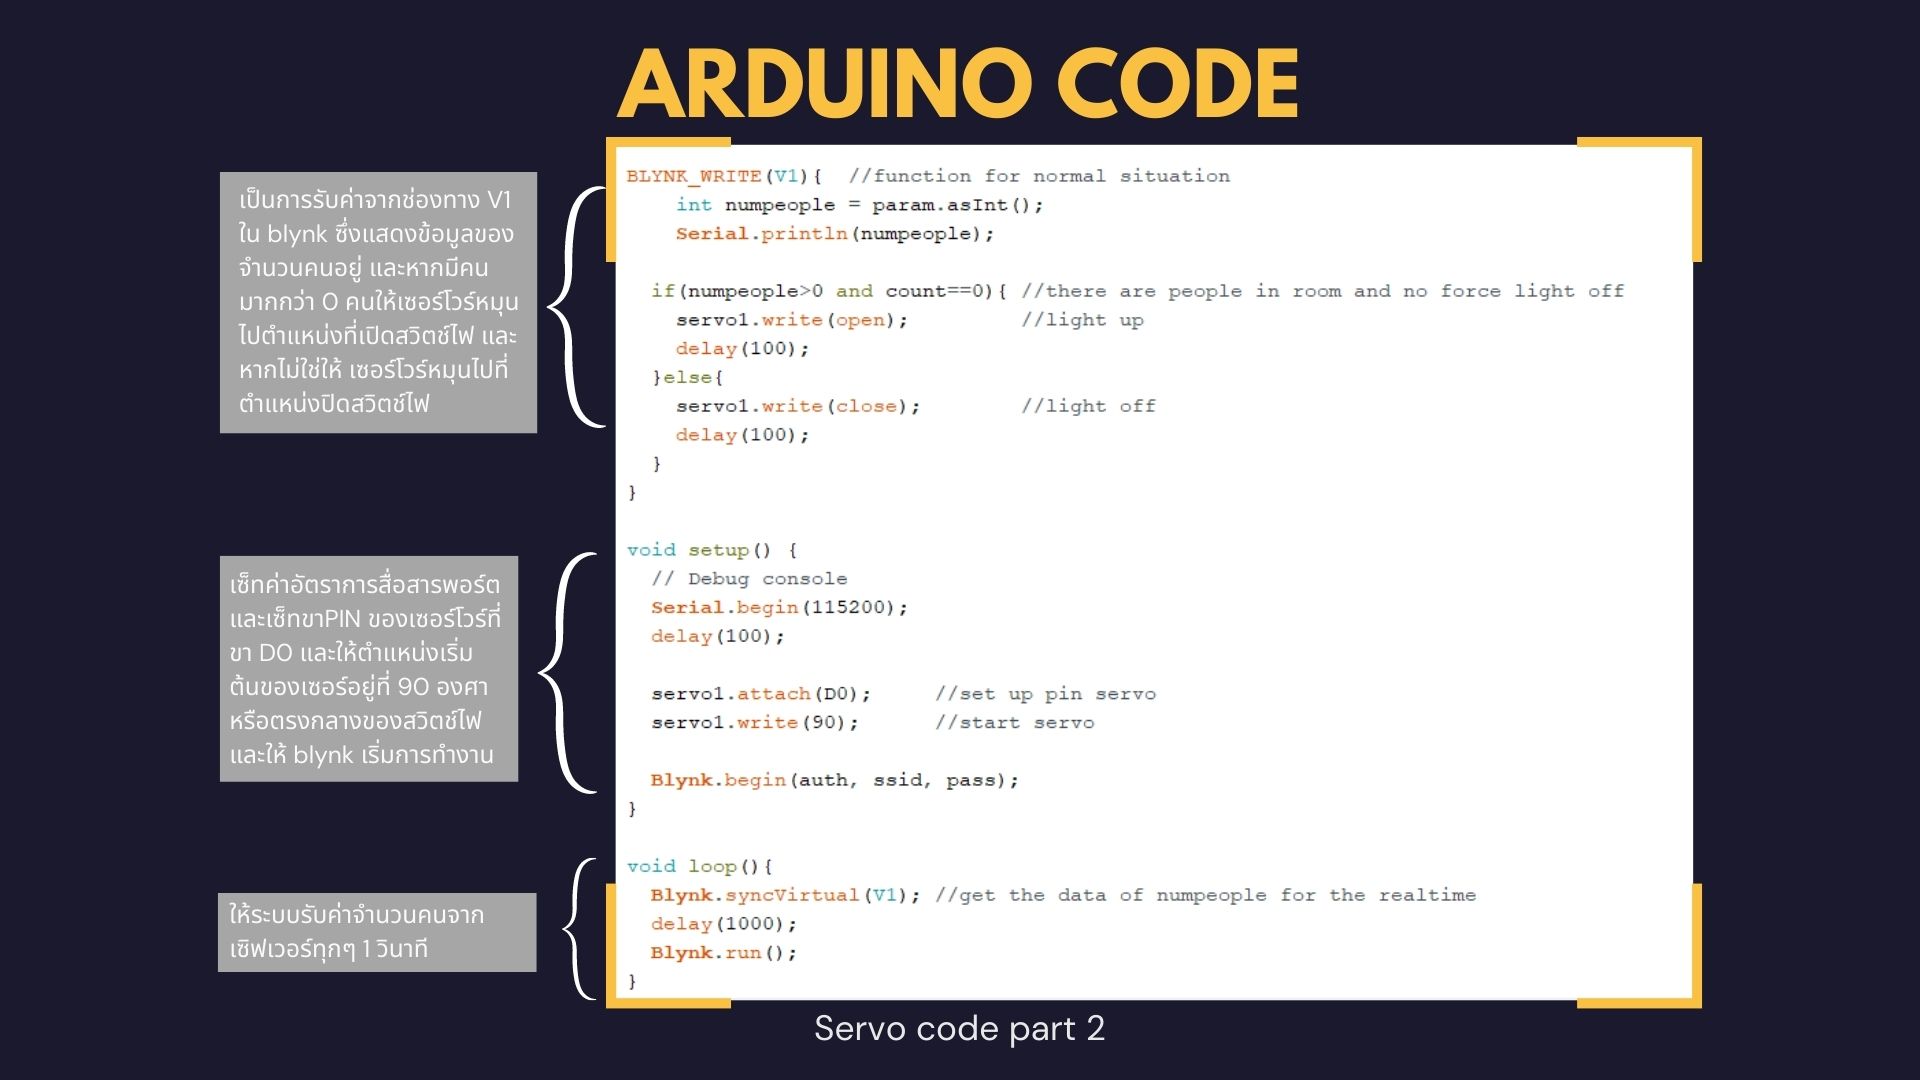 ARDUINO CODE
เป็นการรับค่าจากช่องทาง V1
ใน blynk ซึ่งแสดงข้อมูลของ
จำนวนคนอยู่ และหากมีคน
มากกว่า 0 คนให้เซอร์โวร์หมุน
ไปตำแหน่งที่เปิดสวิตช์ไฟ และ
หากไม่ใช่ให้ เซอร์โวร์หมุนไปที่
ตำแหน่งปิดสวิตช์ไฟ
BLYNK_WRITE(V1){  //function for normal situation
    int numpeople = param.asInt();
    Serial.println(numpeople);
  if(numpeople>0 and count==0){ //there are people in room and no force light off
    servo1.write(open);         //light up
    delay(100);
  }else{
    servo1.write(close);        //light off
    delay(100);
  }
}
เซ็ทค่าอัตราการสื่อสารพอร์ต
และเซ็ทขาPIN ของเซอร์โวร์ที่
ขา D0 และให้ตำแหน่งเริ่ม
ต้นของเซอร์อยู่ที่ 90 องศา
หรือตรงกลางของสวิตช์ไฟ
และให้ blynk เริ่มการทำงาน
void setup() {
  // Debug console
  Serial.begin(115200);
  delay(100);
  servo1.attach(D0);     //set up pin servo
  servo1.write(90);      //start servo
  Blynk.begin(auth, ssid, pass);
}
ให้ระบบรับค่าจำนวนคนจาก
เซิฟเวอร์ทุกๆ 1 วินาที
void loop(){
  Blynk.syncVirtual(V1); //get the data of numpeople for the realtime
  delay(1000);
  Blynk.run();
}
Servo code part 2